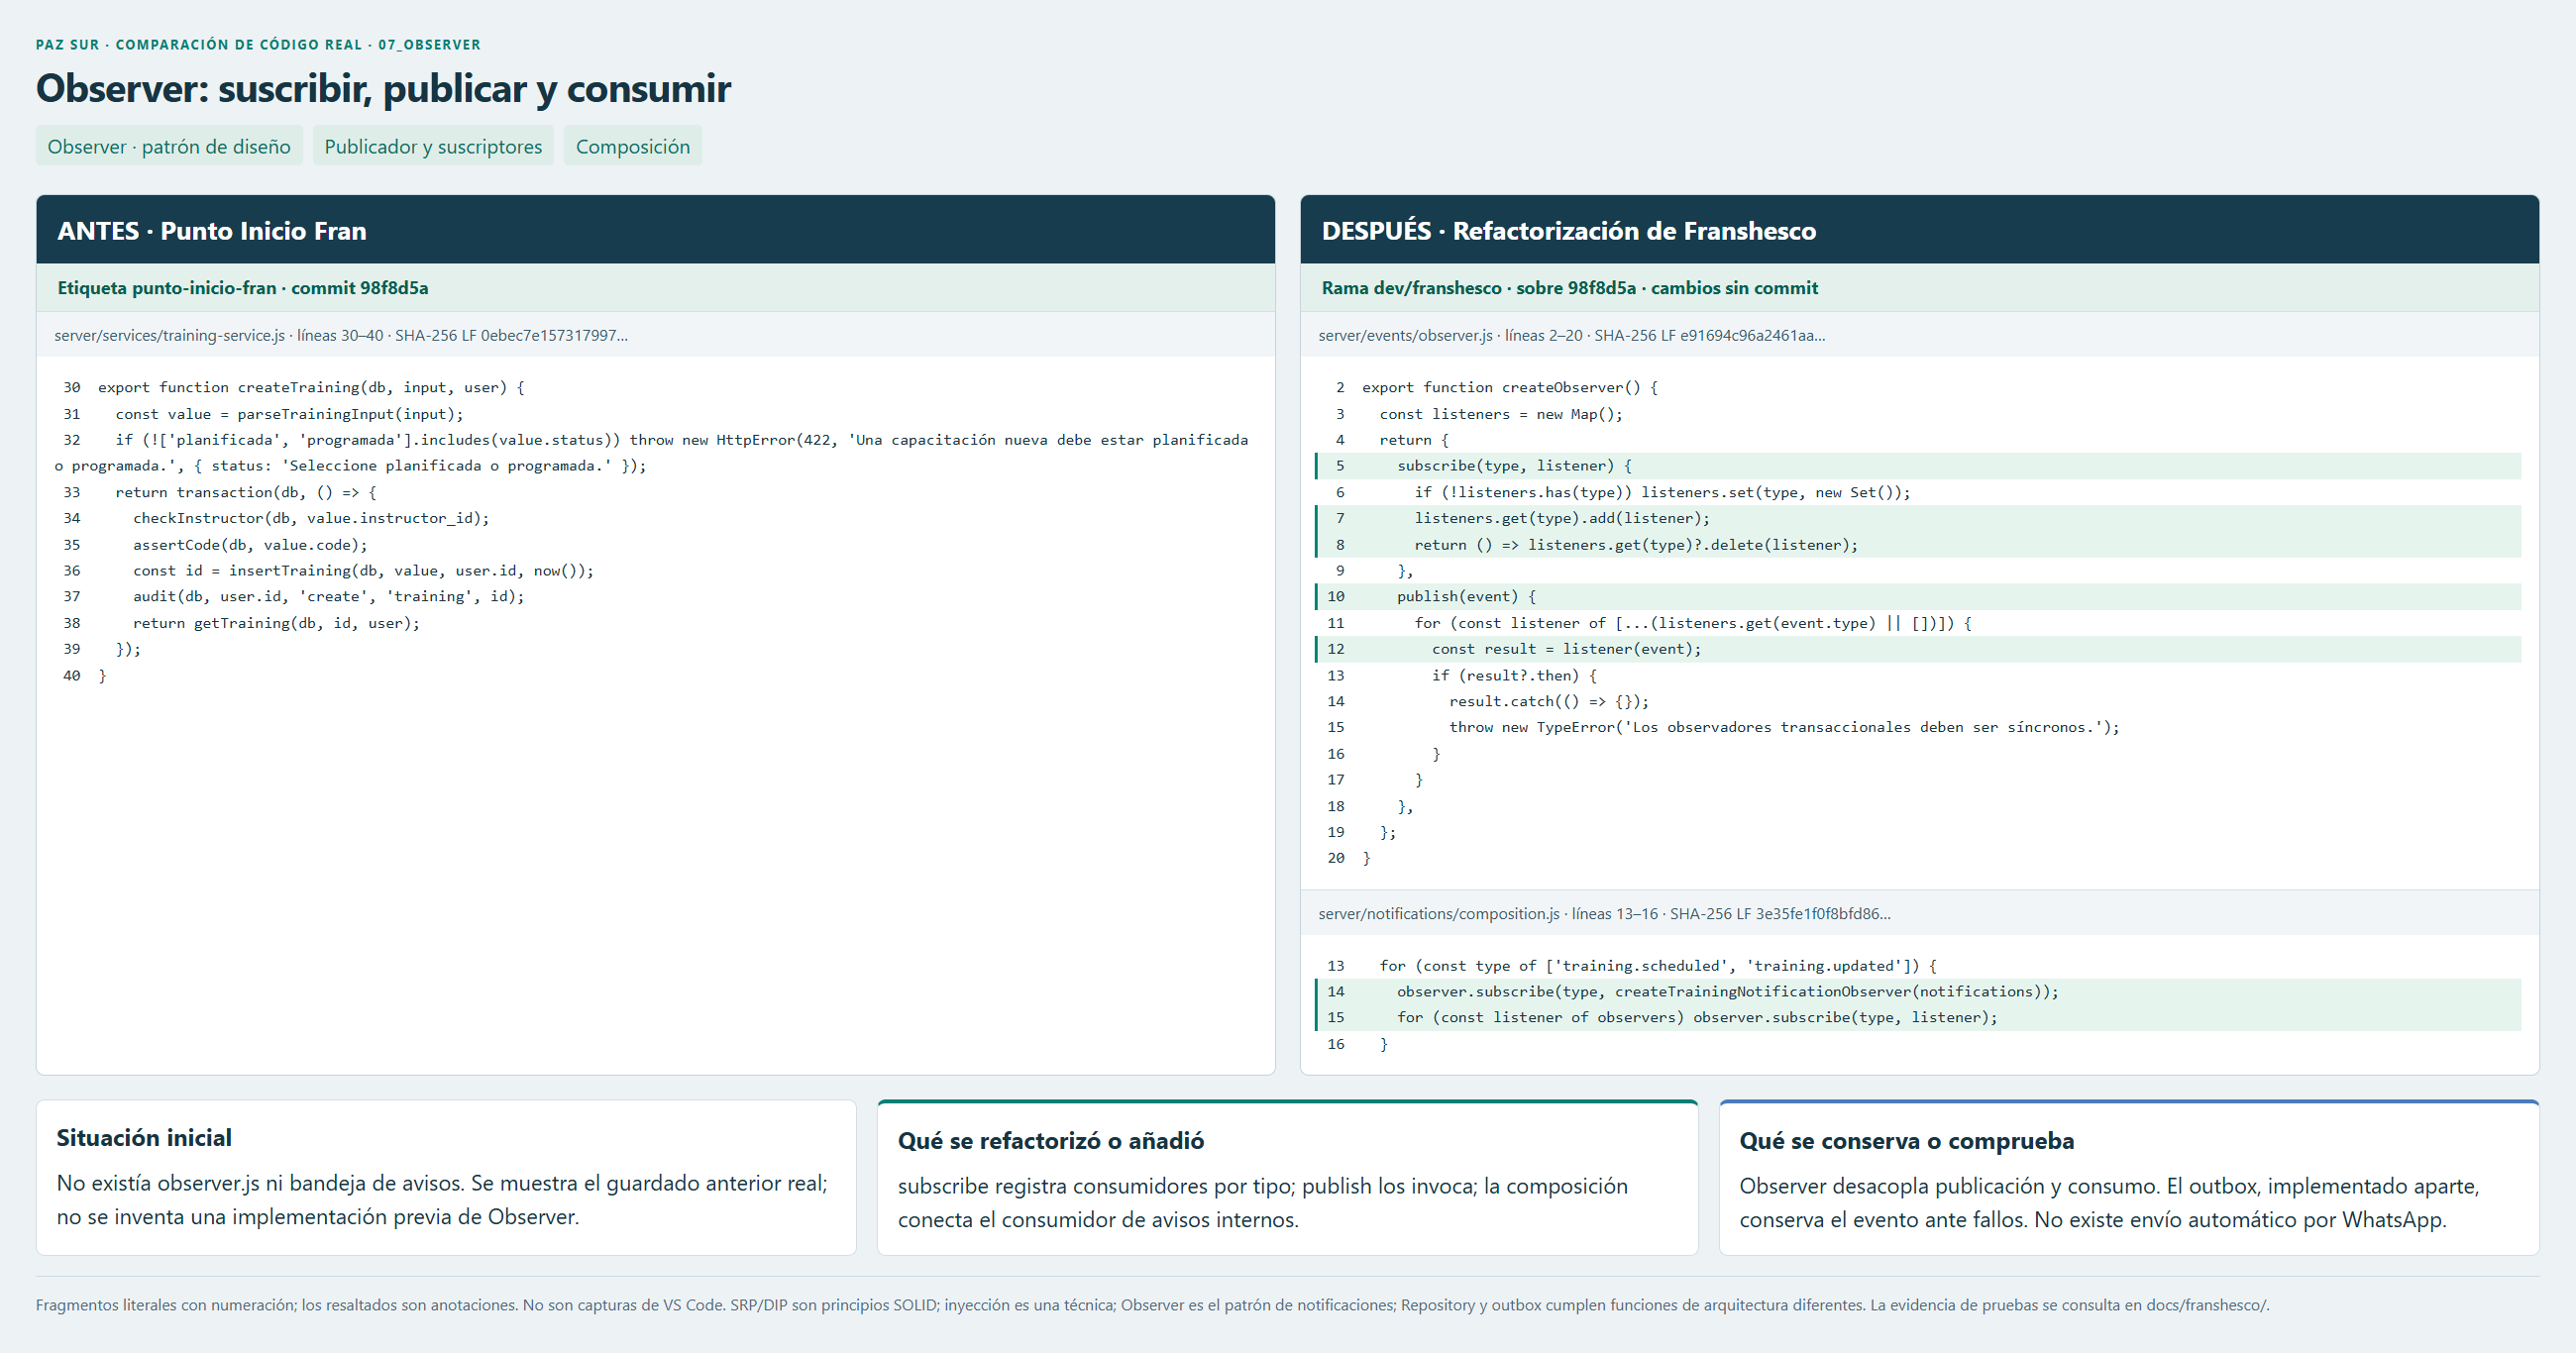 PAZ SUR · COMPARACIÓN DE CÓDIGO REAL · 07_OBSERVER
Observer: suscribir, publicar y consumir
Observer · patrón de diseño
Publicador y suscriptores
Composición
ANTES · Punto Inicio Fran
Etiqueta punto-inicio-fran · commit 98f8d5a
server/services/training-service.js · líneas 30–40 · SHA-256 LF 0ebec7e157317997…
30 export function createTraining(db, input, user) {
31   const value = parseTrainingInput(input);
32   if (!['planificada', 'programada'].includes(value.status)) throw new HttpError(422, 'Una capacitación nueva debe estar planificada
o programada.', { status: 'Seleccione planificada o programada.' });
33   return transaction(db, () => {
34     checkInstructor(db, value.instructor_id);
35     assertCode(db, value.code);
36     const id = insertTraining(db, value, user.id, now());
37     audit(db, user.id, 'create', 'training', id);
38     return getTraining(db, id, user);
39   });
40 }
DESPUÉS · Refactorización de Franshesco
Rama dev/franshesco · sobre 98f8d5a · cambios sin commit
server/events/observer.js · líneas 2–20 · SHA-256 LF e91694c96a2461aa…
2 export function createObserver() {
3   const listeners = new Map();
4   return {
5     subscribe(type, listener) {
6       if (!listeners.has(type)) listeners.set(type, new Set());
7       listeners.get(type).add(listener);
8       return () => listeners.get(type)?.delete(listener);
9     },
10     publish(event) {
11       for (const listener of [...(listeners.get(event.type) || [])]) {
12         const result = listener(event);
13         if (result?.then) {
14           result.catch(() => {});
15           throw new TypeError('Los observadores transaccionales deben ser síncronos.');
16         }
17       }
18     },
19   };
20 }
server/notifications/composition.js · líneas 13–16 · SHA-256 LF 3e35fe1f0f8bfd86…
13   for (const type of ['training.scheduled', 'training.updated']) {
14     observer.subscribe(type, createTrainingNotificationObserver(notifications));
15     for (const listener of observers) observer.subscribe(type, listener);
16   }
Situación inicial
No existía observer.js ni bandeja de avisos. Se muestra el guardado anterior real;
no se inventa una implementación previa de Observer.
Qué se refactorizó o añadió
subscribe registra consumidores por tipo; publish los invoca; la composición
conecta el consumidor de avisos internos.
Qué se conserva o comprueba
Observer desacopla publicación y consumo. El outbox, implementado aparte,
conserva el evento ante fallos. No existe envío automático por WhatsApp.
Fragmentos literales con numeración; los resaltados son anotaciones. No son capturas de VS Code. SRP/DIP son principios SOLID; inyección es una técnica; Observer es el patrón de notificaciones; Repository y outbox cumplen funciones de arquitectura diferentes. La evidencia de pruebas se consulta en docs/franshesco/.